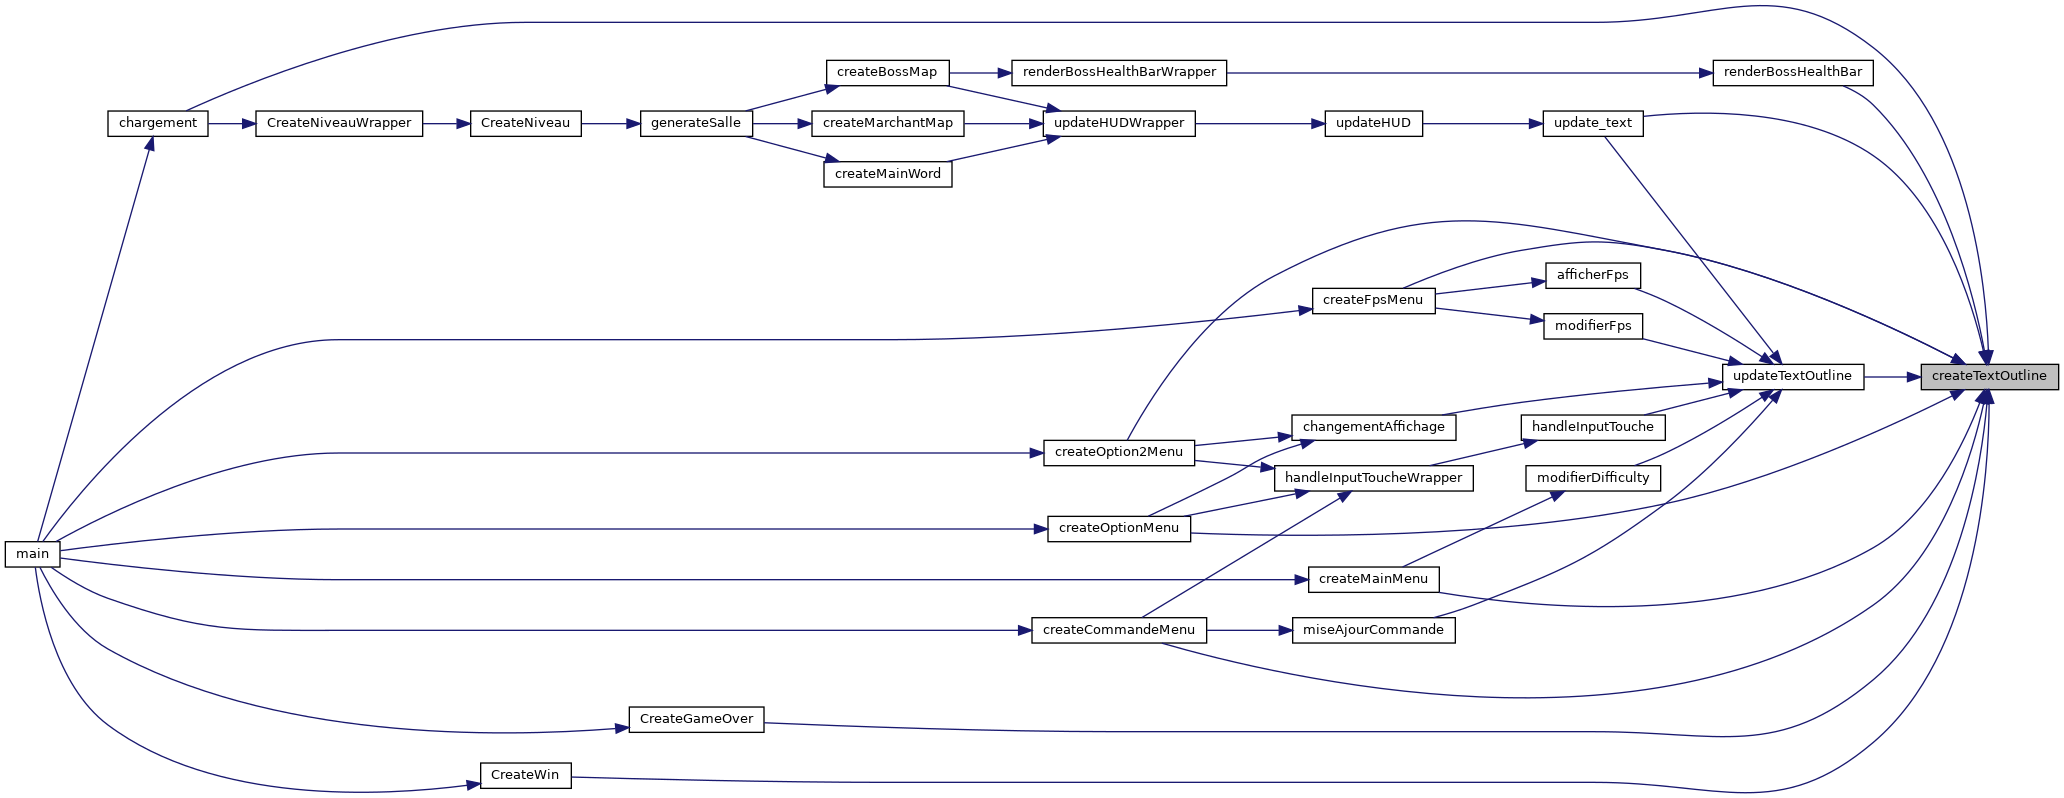 createBossMap
renderBossHealthBarWrapper
renderBossHealthBar
chargement
CreateNiveauWrapper
CreateNiveau
generateSalle
createMarchantMap
updateHUDWrapper
updateHUD
update_text
createMainWord
afficherFps
createFpsMenu
modifierFps
updateTextOutline
createTextOutline
changementAffichage
handleInputTouche
createOption2Menu
handleInputToucheWrapper
modifierDifficulty
createOptionMenu
main
createMainMenu
createCommandeMenu
miseAjourCommande
CreateGameOver
CreateWin